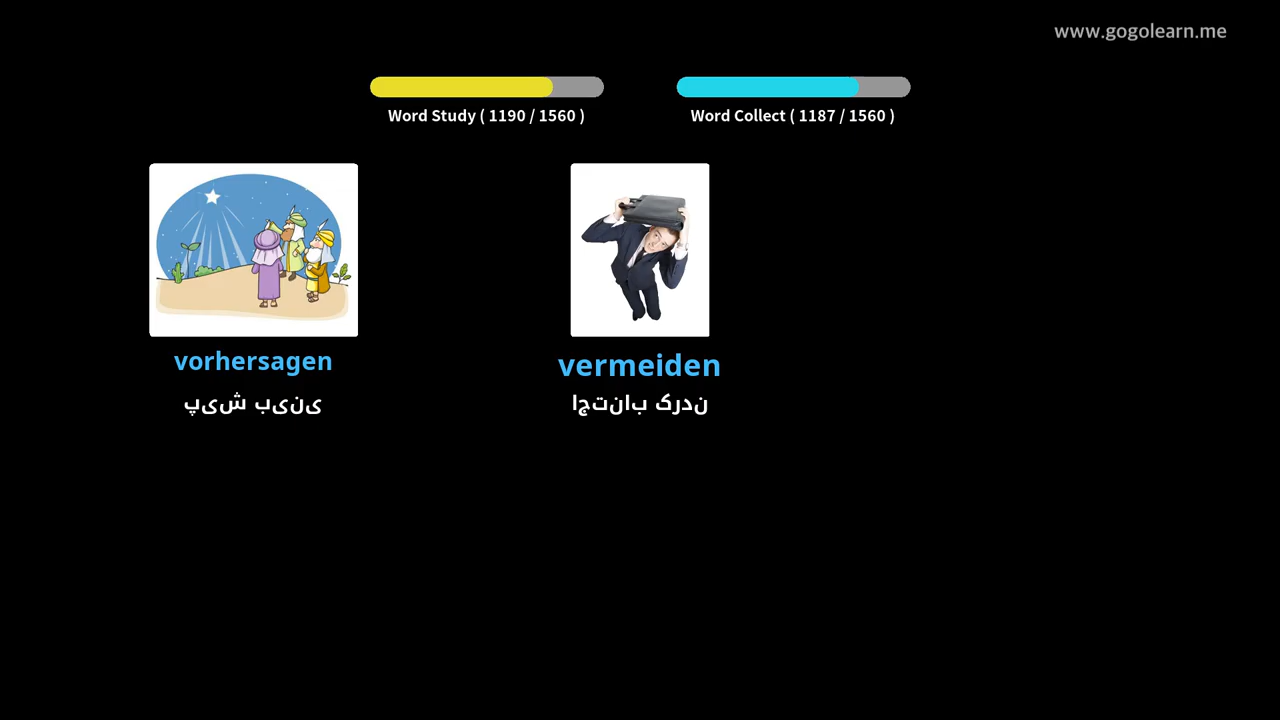 www.gogolearn.me
Word Study ( 1190 / 1560 )
Word Collect ( 1187 / 1560 )
vorhersagen
پیش بینی
vermeiden
اجتناب کردن